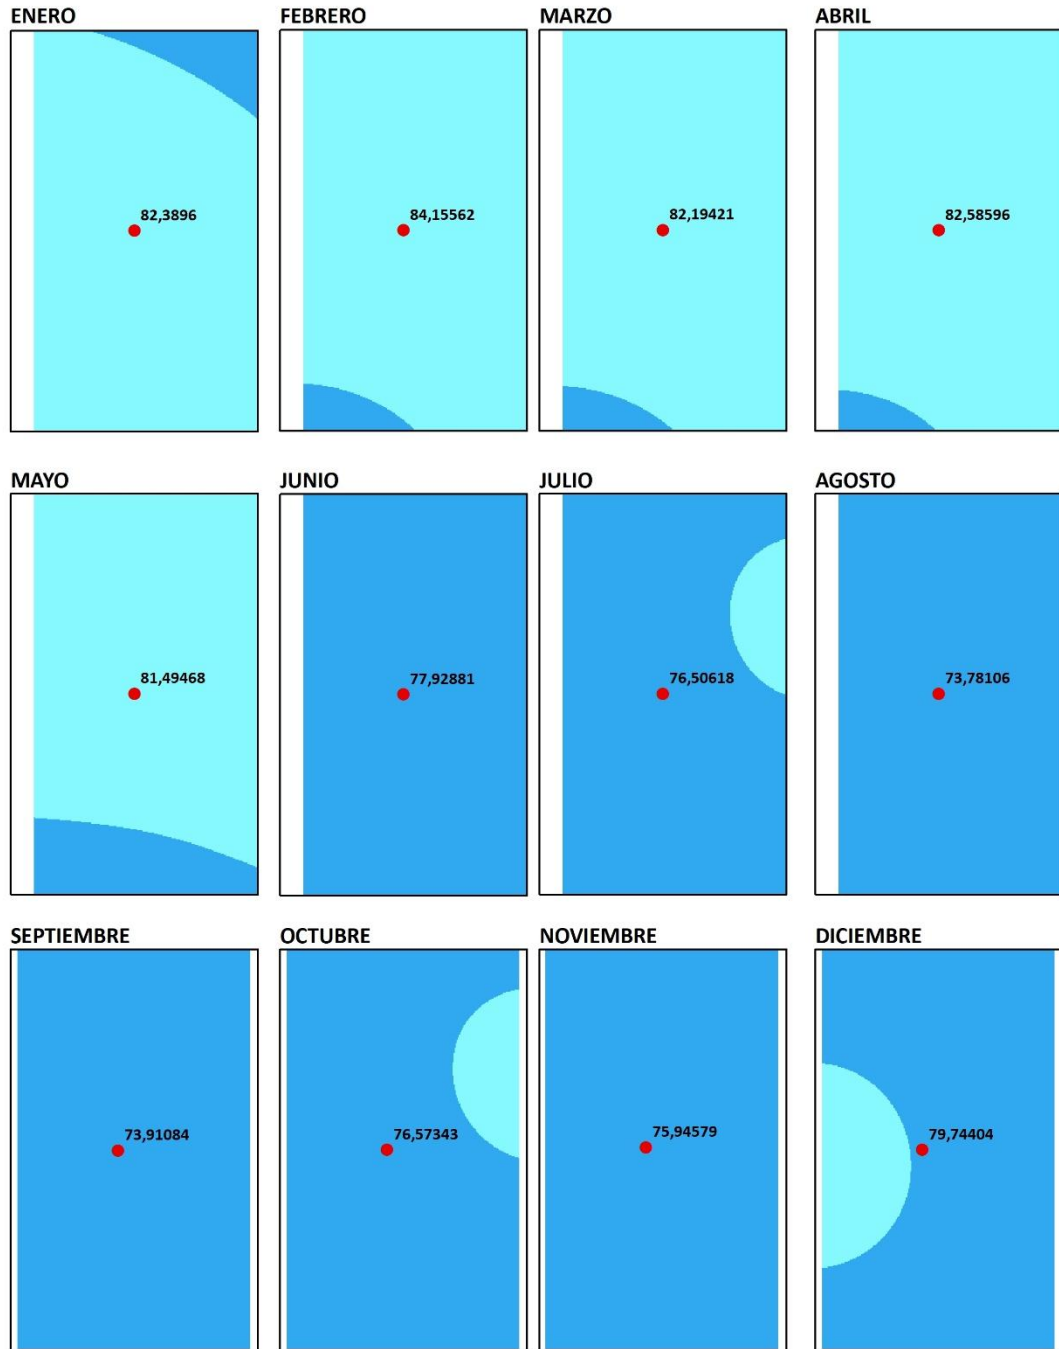 ENERO
FEBRERO
MARZO
ABRIL
82,3896
84,15562
82,19421
82,58596
MAYO
JUNIO
JULIO
AGOSTO
81,49468
77,92881
76,50618
73,78106
SEPTIEMBRE
OCTUBRE
NOVIEMBRE
DICIEMBRE
73,91084
76,57343
75,94579
79,74404